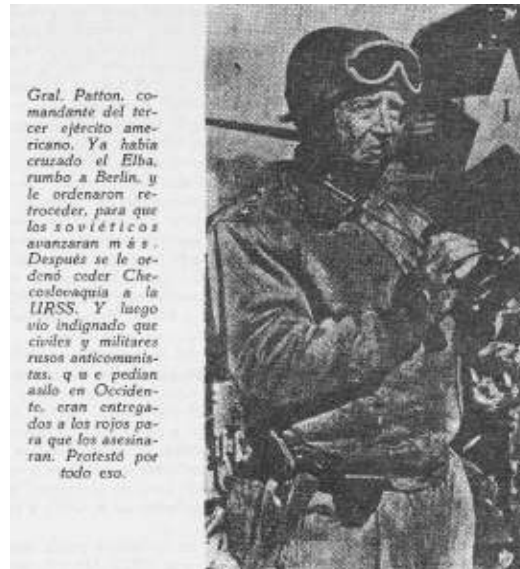 Gral. Patton, co-
mandante del ter-
cer ejército ame-
ricano. Ya había
cruzado el Elba,
rumbo a Berlín, y
le ordenaron re-
troceder, para que
los soviéticos
avanzaran más.
Después se le or-
denó ceder Che-
coslovaquia a la
URSS. Y luego
vio indignado que
civiles y militares
rusos anticomunis-
tas, que pedían
asilo en Occiden-
te, eran entrega-
dos a los rojos pa-
ra que los asesina-
ran. Protestó por
todo eso.
I